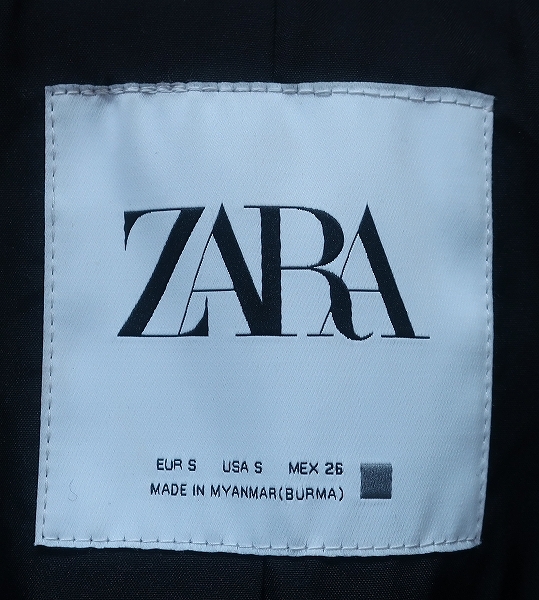 ZARA
EUR S USA S MEX 26
MADE IN MYANMAR(BURMA)